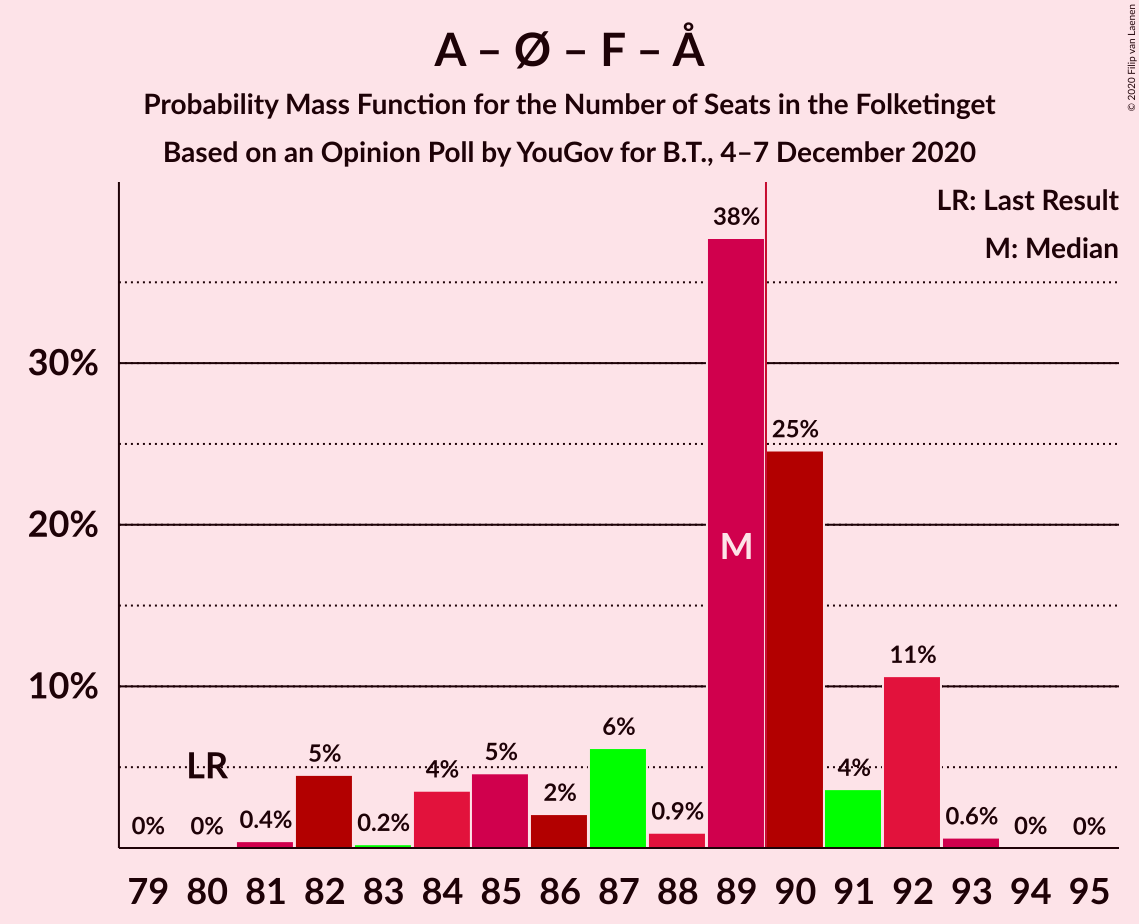 A – Ø – F – Å
Probability Mass Function for the Number of Seats in the Folketinget
Based on an Opinion Poll by YouGov for B.T., 4–7 December 2020
© 2020 Filip van Laenen
LR: Last Result
M: Median
38%
30%
25%
20%
M
11%
10%
6%
LR
5%
4%
5%
4%
2%
0%
0%
0.4%
0.2%
0.9%
0.6%
0%
0%
79 80 81 82 83 84 85 86 87 88 89 90 91 92 93 94 95